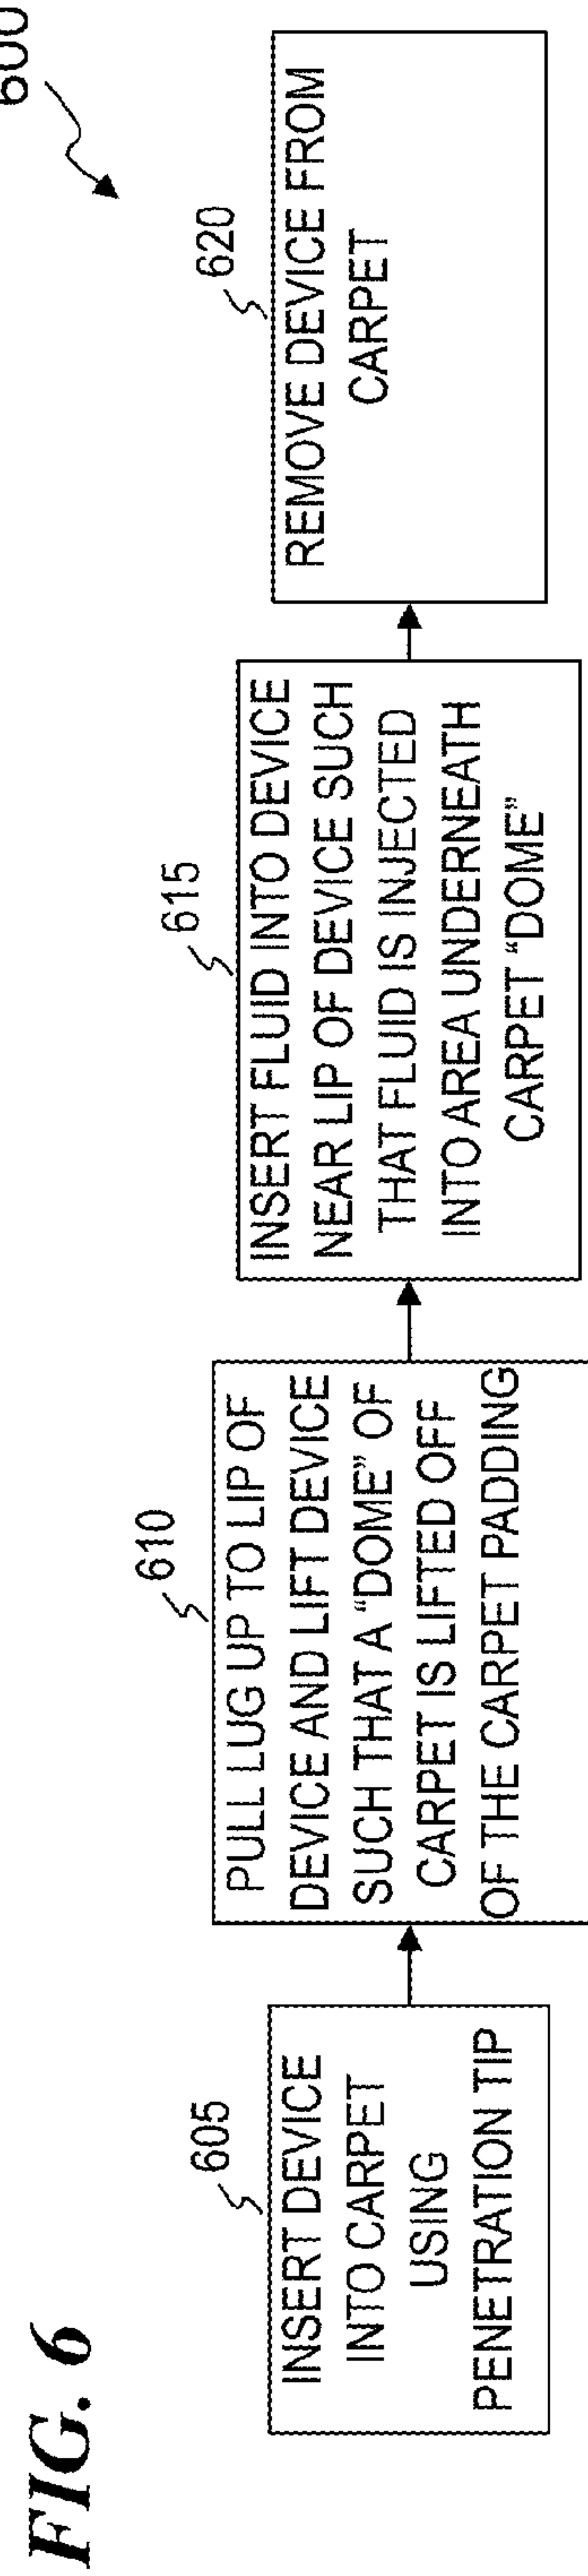 FIG. 6
600
605
INSERT DEVICE
INTO CARPET
USING
PENETRATION TIP
610
PULL LUG UP TO LIP OF
DEVICE AND LIFT DEVICE
SUCH THAT A “DOME” OF
CARPET IS LIFTED OFF
OF THE CARPET PADDING
615
INSERT FLUID INTO DEVICE
NEAR LIP OF DEVICE SUCH
THAT FLUID IS INJECTED
INTO AREA UNDERNEATH
CARPET “DOME”
620
REMOVE DEVICE FROM
CARPET